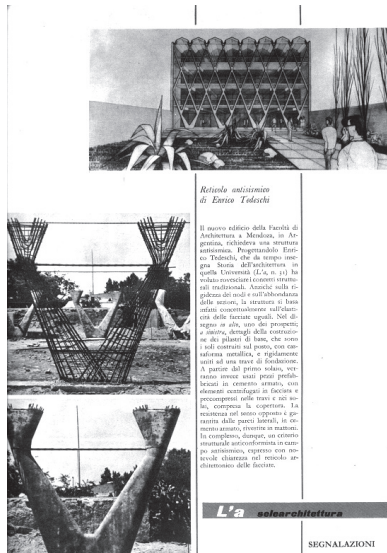 Reticolo antisismico
di Enrico Tedeschi
Il nuovo edificio della Facoltà di
Architettura a Mendoza, in Ar-
gentina, richiedeva una struttura
antisismica. Progettandolo Enri-
co Tedeschi, che da tempo inse-
gna Storia dell'architettura in
quella Università (L'a, n. 51) ha
voluto rovesciare i concetti struttu-
rali tradizionali. Anziché sulla ri-
gidezza dei nodi e sull'abbondanza
delle sezioni, la struttura si basa
infatti concettualmente sull'elasti-
cità delle facciate uguali. Nel di-
segno in alto, uno dei prospetti;
a sinistra, dettagli della costruzio-
ne dei pilastri di base, che sono
i soli costruiti sul posto, con cas-
saforma metallica, e rigidamente
uniti ad una trave di fondazione.
A partire dal primo solaio, ver-
ranno invece usati pezzi prefab-
bricati in cemento armato, con
elementi centrifugati in facciata e
precompressi nelle travi e nei so-
lai, compresa la copertura. La
resistenza nel senso opposto è ga-
rantita dalle pareti laterali, in ce-
mento armato, rivestite in mattoni.
In complesso, dunque, un criterio
strutturale anticonformista in cam-
po antisismico, espresso con no-
tevole chiarezza nel reticolo ar-
chitettonico delle facciate.
L'a seloarchitettura
SEGNALAZIONI